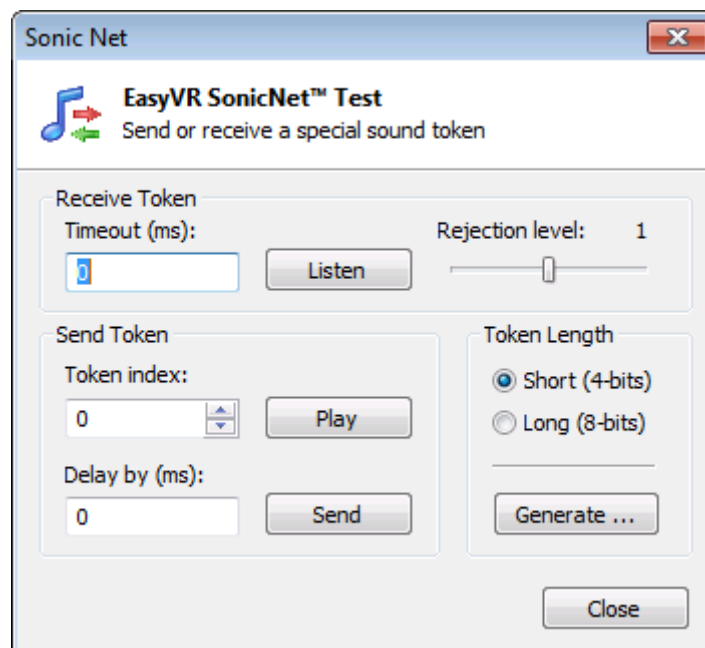 Sonic Net
EasyVR SonicNet™ Test
Send or receive a special sound token
Receive Token
Timeout (ms):
0
Listen
Rejection level: 1
Send Token
Token index:
0
Play
Delay by (ms):
0
Send
Token Length
Short (4-bits)
Long (8-bits)
Generate ...
Close